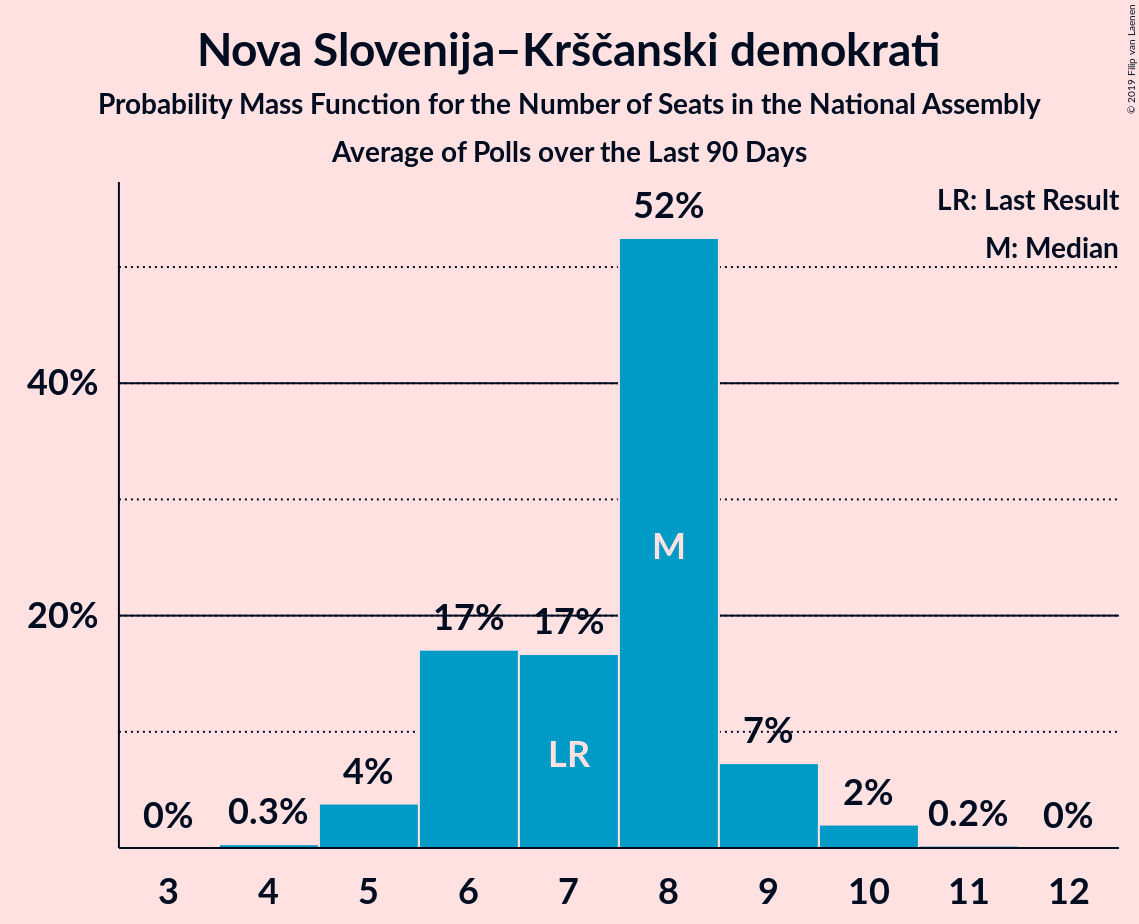 Nova Slovenija–Krščanski demokrati
Probability Mass Function for the Number of Seats in the National Assembly
Average of Polls over the Last 90 Days
© 2019 Filip van Laenen
LR: Last Result
M: Median
52%
40%
M
20%
17%
17%
LR
7%
4%
2%
0%
0.3%
0.2%
0%
3 4 5 6 7 8 9 10 11 12